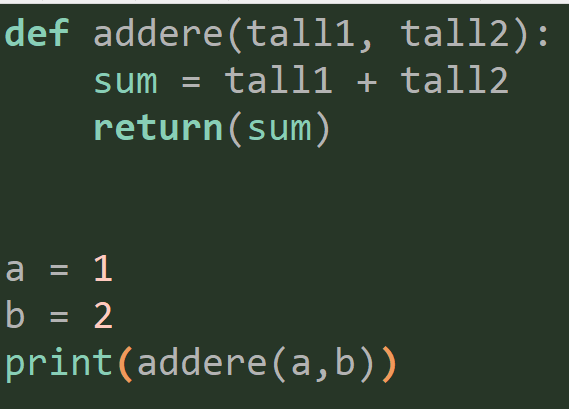 def addere(tall1, tall2):
    sum = tall1 + tall2
    return(sum)
a = 1
b = 2
print(addere(a,b))